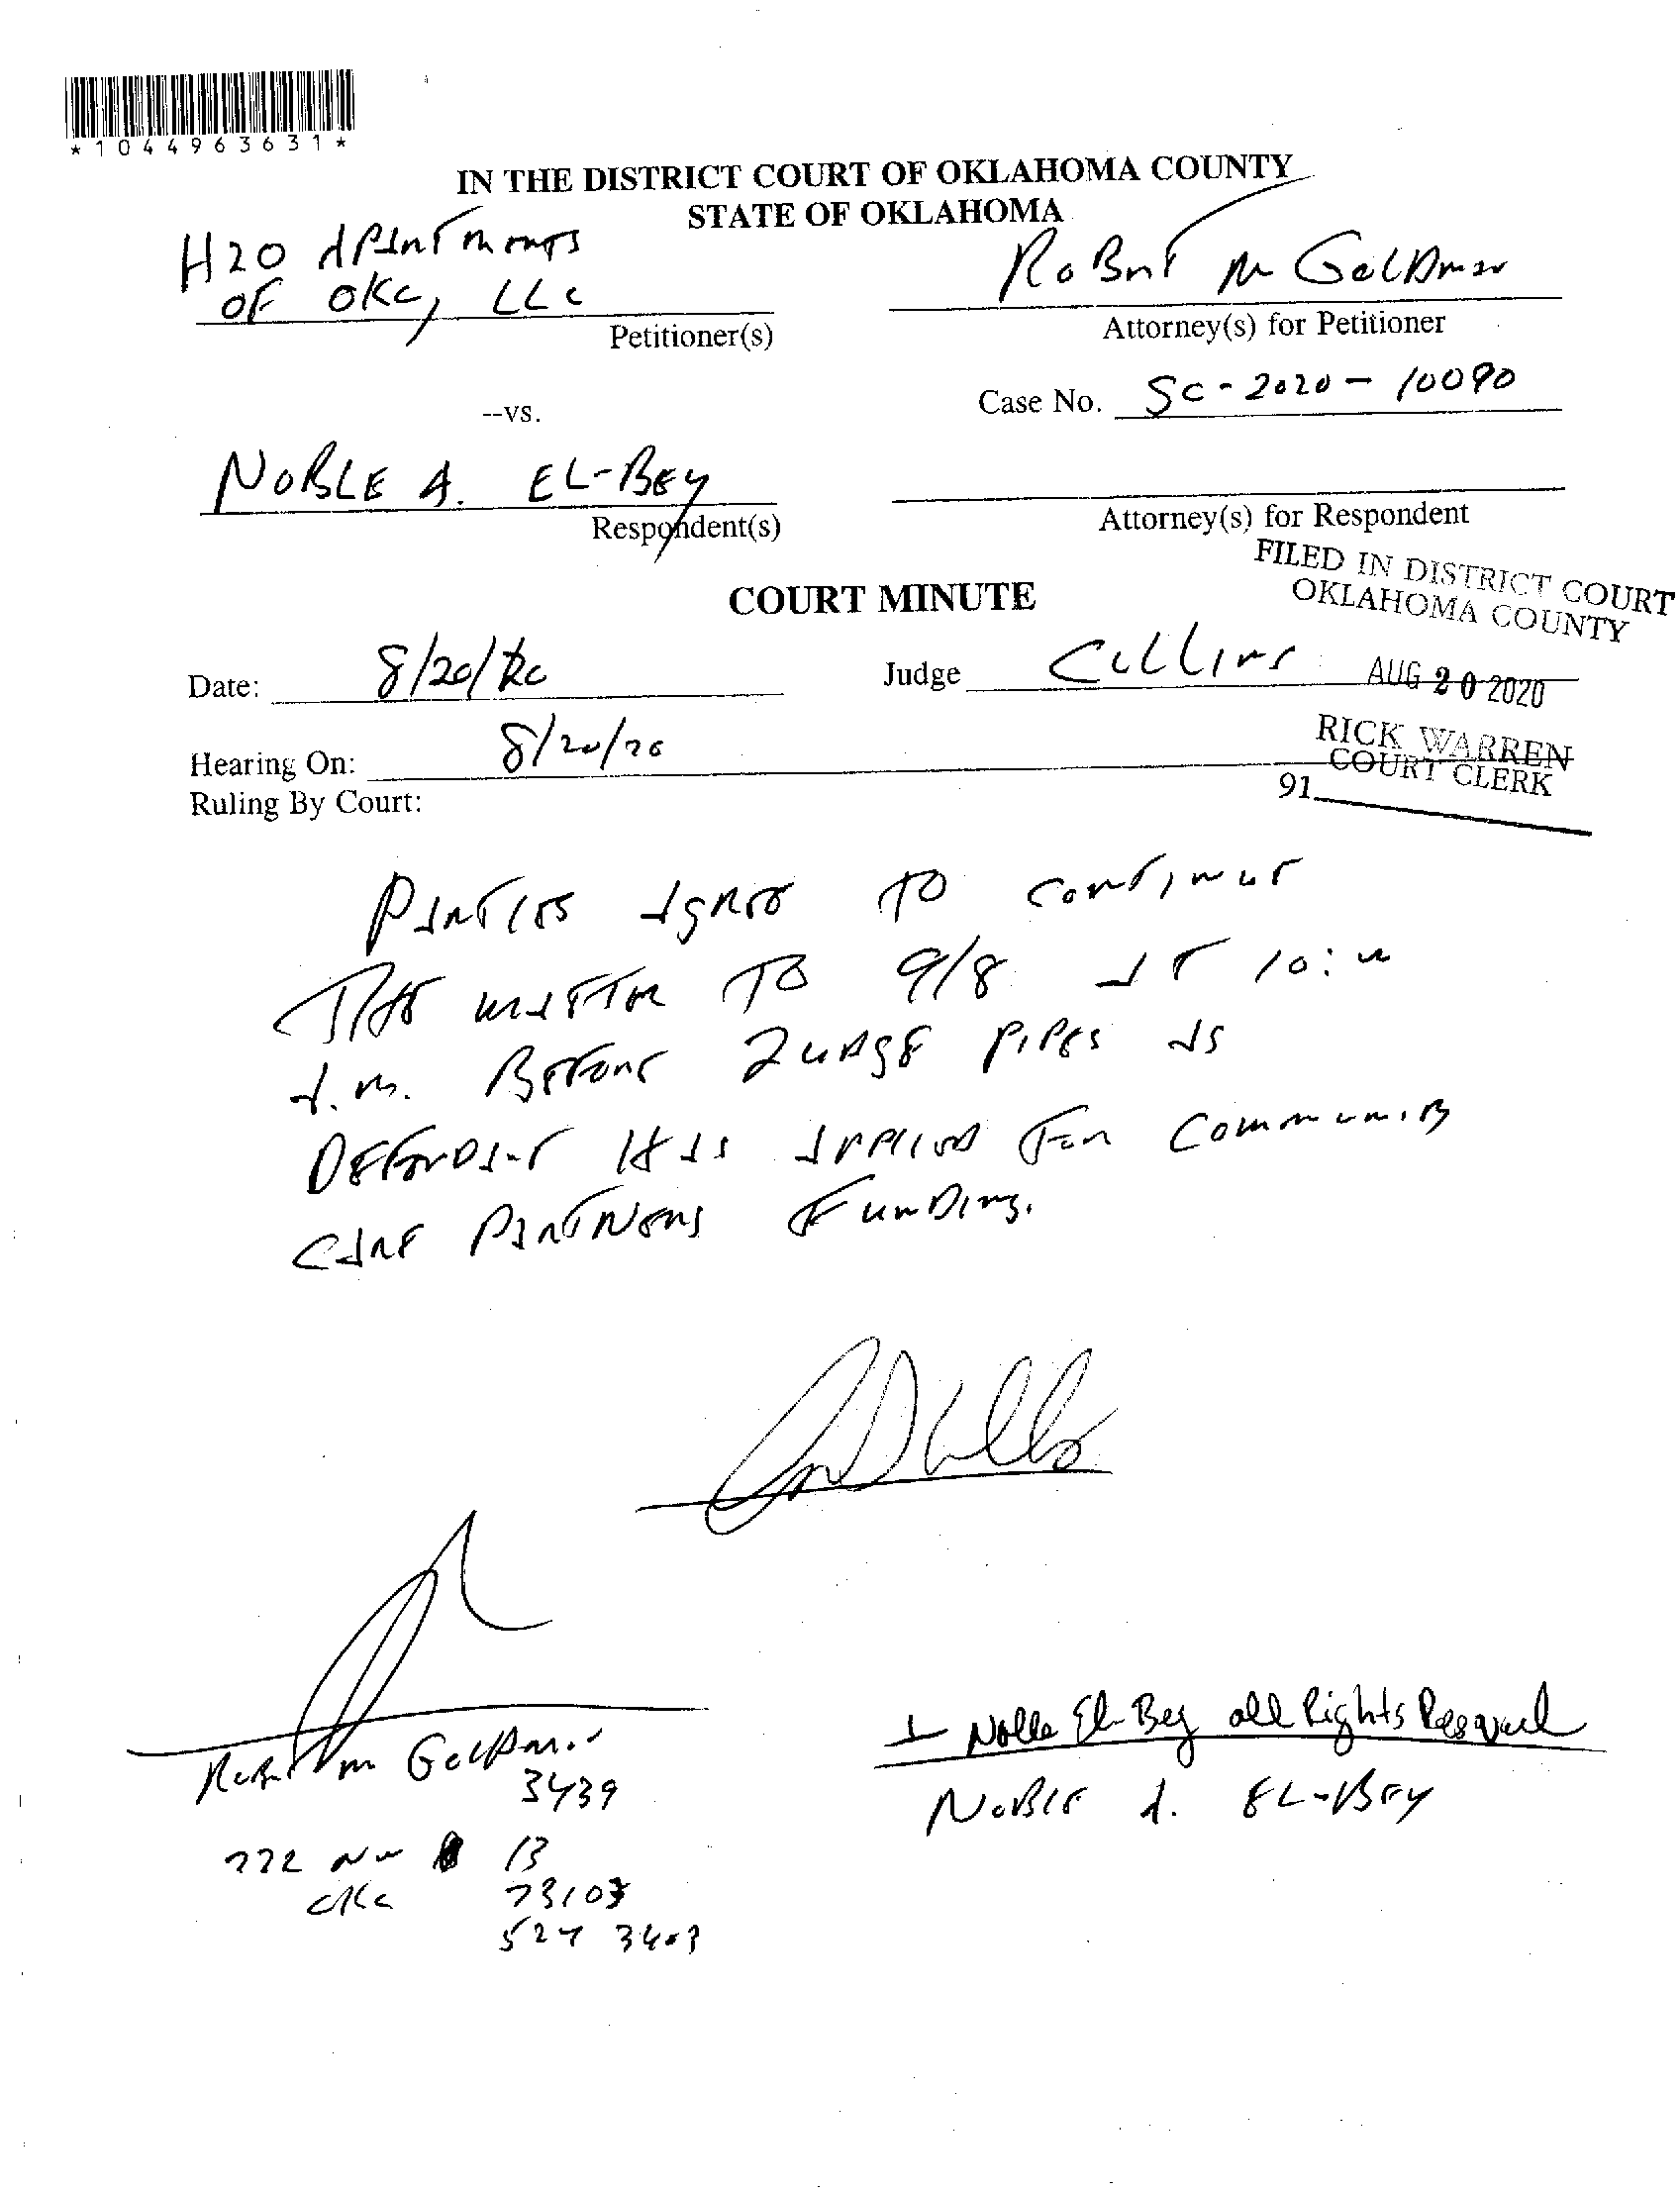 *1044963631*
IN THE DISTRICT COURT OF OKLAHOMA COUNTY
STATE OF OKLAHOMA
H2O APARTMENTS
OF OKC, LLC
Petitioner(s)
ROBERT M GOLDMAN
Attorney(s) for Petitioner
Case No. SC-2020-10090
--vs.
NOBLE A. EL-BEY
Respondent(s)
Attorney(s) for Respondent
FILED IN DISTRICT COURT
OKLAHOMA COUNTY
COURT MINUTE
Date: 8/20/20
Judge COLLINS
AUG 20 2020
Hearing On: 8/20/20
RICK WARREN
COURT CLERK
91
Ruling By Court:
PARTIES AGREE TO CONTINUE
THE MATTER TO 9/8 AT 10:00
A.M. BEFORE JUDGE PIPES AS
DEFENDANT HAS APPLIED FOR COMMUNITY
CARE PARTNERS FUNDING.
ROBERT M GOLDMAN
3439
222 NW 13
OKC 73103
524 3403
I Noble El-Bey all Rights Reserved
NOBLE A. EL-BEY